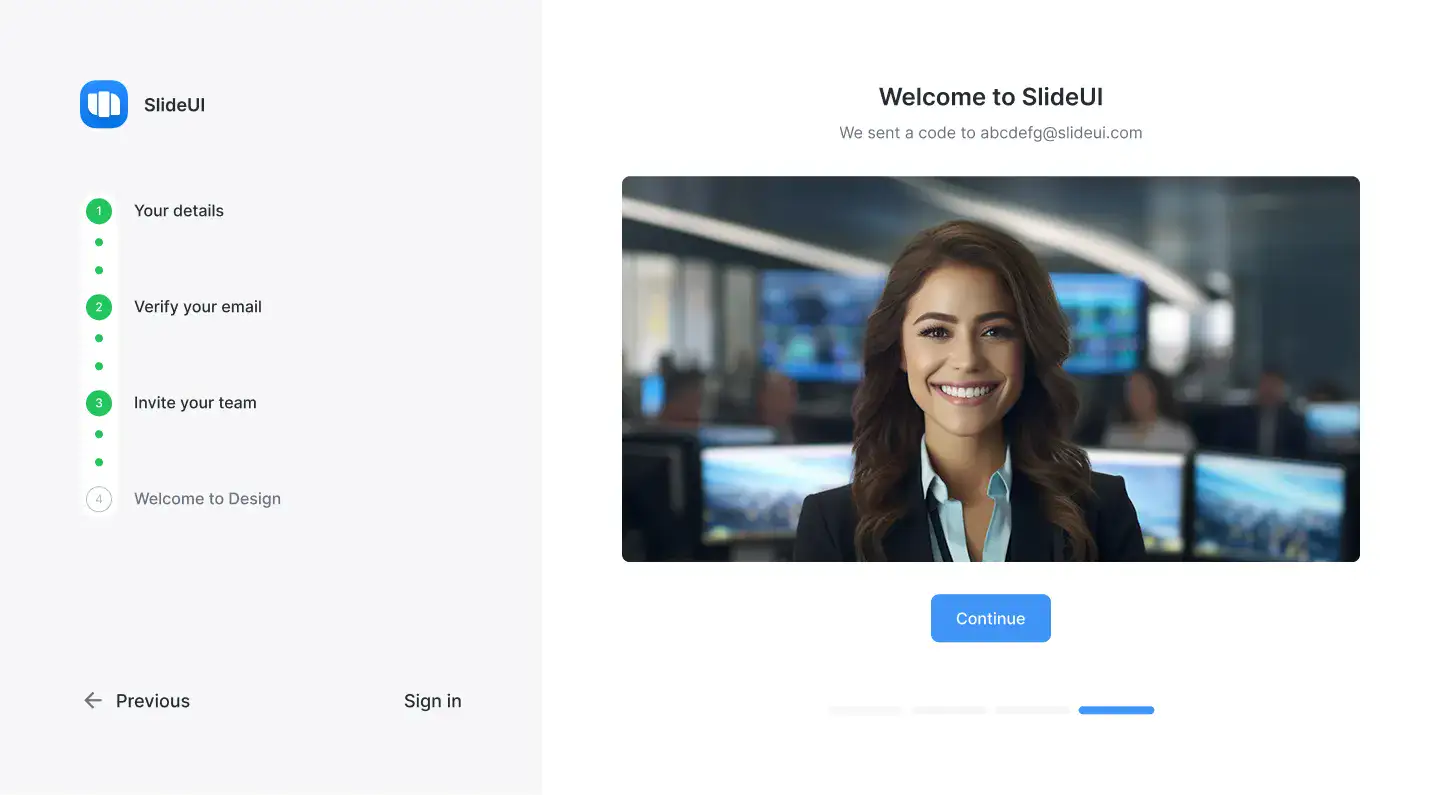 SlideUI
1 Your details
2 Verify your email
3 Invite your team
4 Welcome to Design
Previous
Sign in
Welcome to SlideUI
We sent a code to abcdefg@slideui.com
Continue